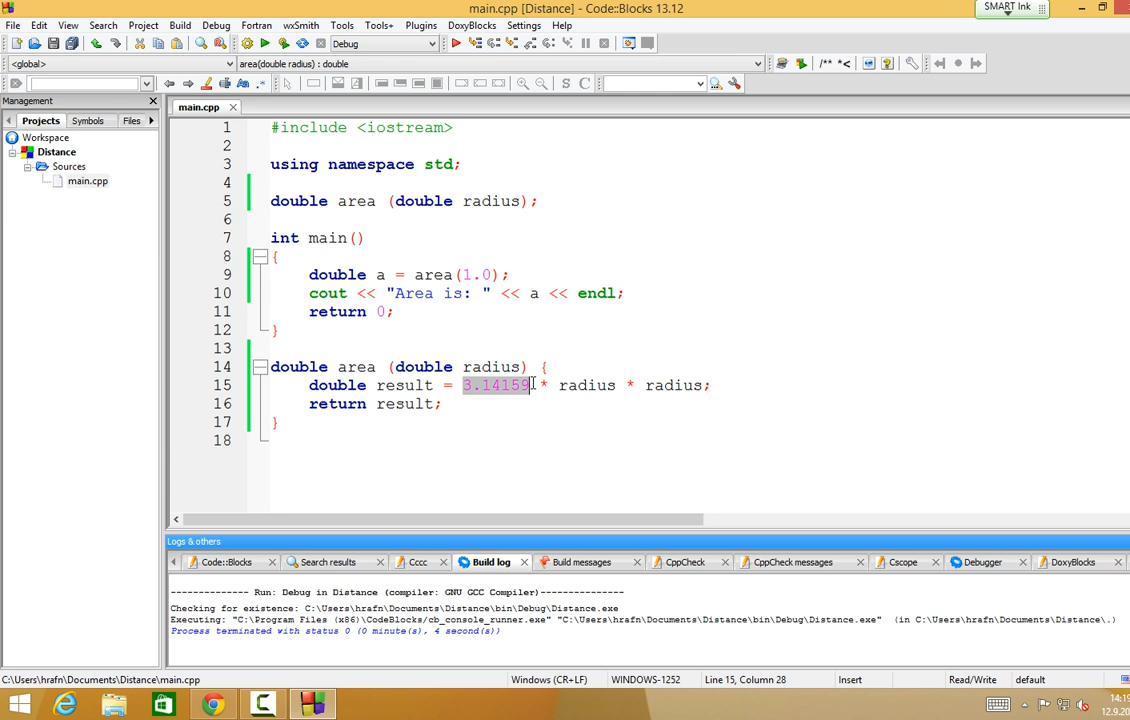 main.cpp [Distance] - Code::Blocks 13.12
SMART Ink
File Edit View Search Project Build Debug Fortran wxSmith Tools Tools+ Plugins DoxyBlocks Settings Help
Debug
<global>
area(double radius) : double
/** *<
S C
Management
main.cpp
Projects Symbols Files
Workspace
Distance
Sources
main.cpp
1 #include <iostream>
2
3 using namespace std;
4
5 double area (double radius);
6
7 int main()
8 {
9 double a = area(1.0);
10 cout << "Area is: " << a << endl;
11 return 0;
12 }
13
14 double area (double radius) {
15 double result = 3.14159 * radius * radius;
16 return result;
17 }
18
Logs & others
Code::Blocks Search results Cccc Build log Build messages CppCheck CppCheck messages Cscope Debugger DoxyBlocks
-------------- Run: Debug in Distance (compiler: GNU GCC Compiler)---------------
Checking for existence: C:\Users\hrafn\Documents\Distance\bin\Debug\Distance.exe
Executing: "C:\Program Files (x86)\CodeBlocks/cb_console_runner.exe" "C:\Users\hrafn\Documents\Distance\bin\Debug\Distance.exe" (in C:\Users\hrafn\Documents\Distance\.)
Process terminated with status 0 (0 minute(s), 4 second(s))
C:\Users\hrafn\Documents\Distance\main.cpp
Windows (CR+LF) WINDOWS-1252 Line 15, Column 28 Insert Read/Write default
14:19
12.9.20